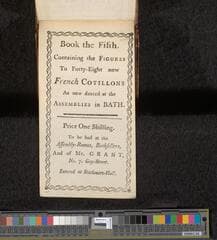 Book the Fifth.
Containing the FIGURES
To Forty-Eight new
French COTILLONS
As now danced at the
ASSEMBLIES in BATH.
Price One Shilling.
To be had at the
Assembly-Rooms, Booksellers,
And of Mr. GRANT,
No. 7. Gay-Street.
Entered at Stationers-Hall.